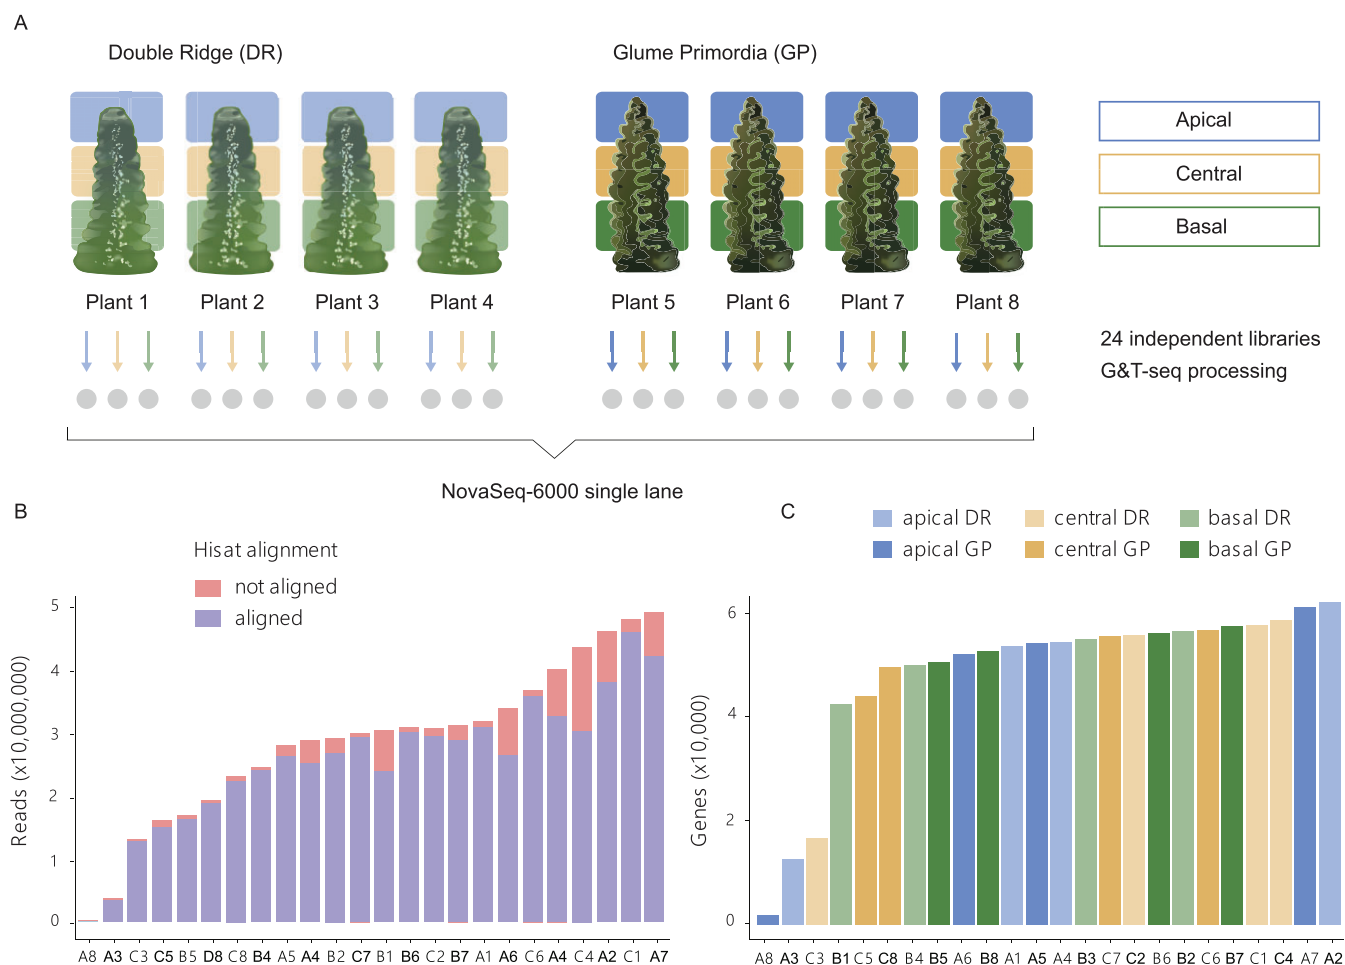 A
Double Ridge (DR)
Glume Primordia (GP)
Apical
Central
Basal
Plant 1 Plant 2 Plant 3 Plant 4 Plant 5 Plant 6 Plant 7 Plant 8
24 independent libraries
G&T-seq processing
NovaSeq-6000 single lane
B
Hisat alignment
not aligned
aligned
Reads (x10,000,000)
5
4
3
2
1
0
A8 A3 C3 C5 B5 D8 C8 B4 A5 A4 B2 C7 B1 B6 C2 B7 A1 A6 C6 A4 C4 A2 C1 A7
C
apical DR central DR basal DR
apical GP central GP basal GP
Genes (x10,000)
6
4
2
0
A8 A3 C3 B1 C5 C8 B4 B5 A6 B8 A1 A5 A4 B3 C7 C2 B6 B2 C6 B7 C1 C4 A7 A2